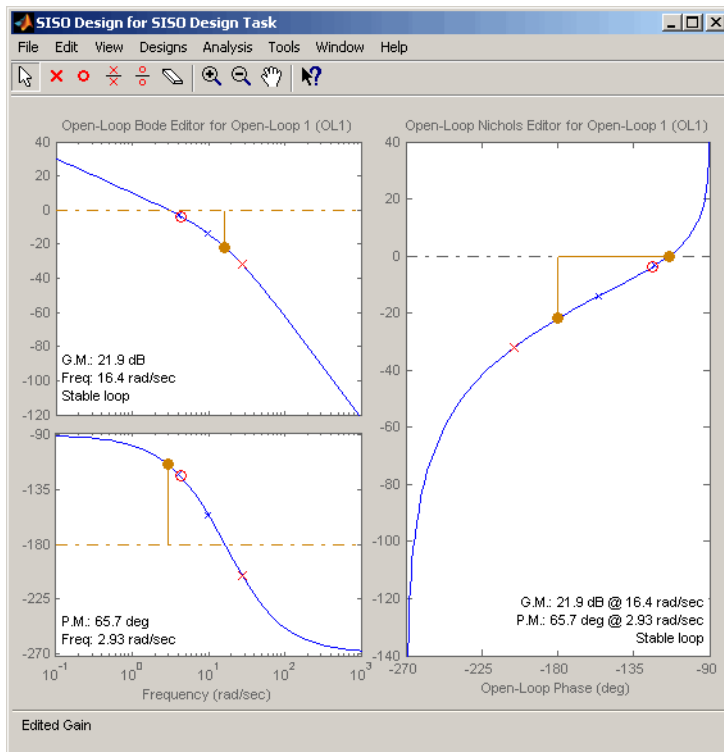 SISO Design for SISO Design Task
File Edit View Designs Analysis Tools Window Help
Open-Loop Bode Editor for Open-Loop 1 (OL1)
40
20
0
-20
-40
-60
-80
-100
-120
G.M.: 21.9 dB
Freq: 16.4 rad/sec
Stable loop
-90
-135
-180
-225
-270
P.M.: 65.7 deg
Freq: 2.93 rad/sec
10^-1 10^0 10^1 10^2 10^3
Frequency (rad/sec)
Open-Loop Nichols Editor for Open-Loop 1 (OL1)
40
20
0
-20
-40
-60
-80
-100
-120
-140
G.M.: 21.9 dB @ 16.4 rad/sec
P.M.: 65.7 deg @ 2.93 rad/sec
Stable loop
-270 -225 -180 -135 -90
Open-Loop Phase (deg)
Edited Gain